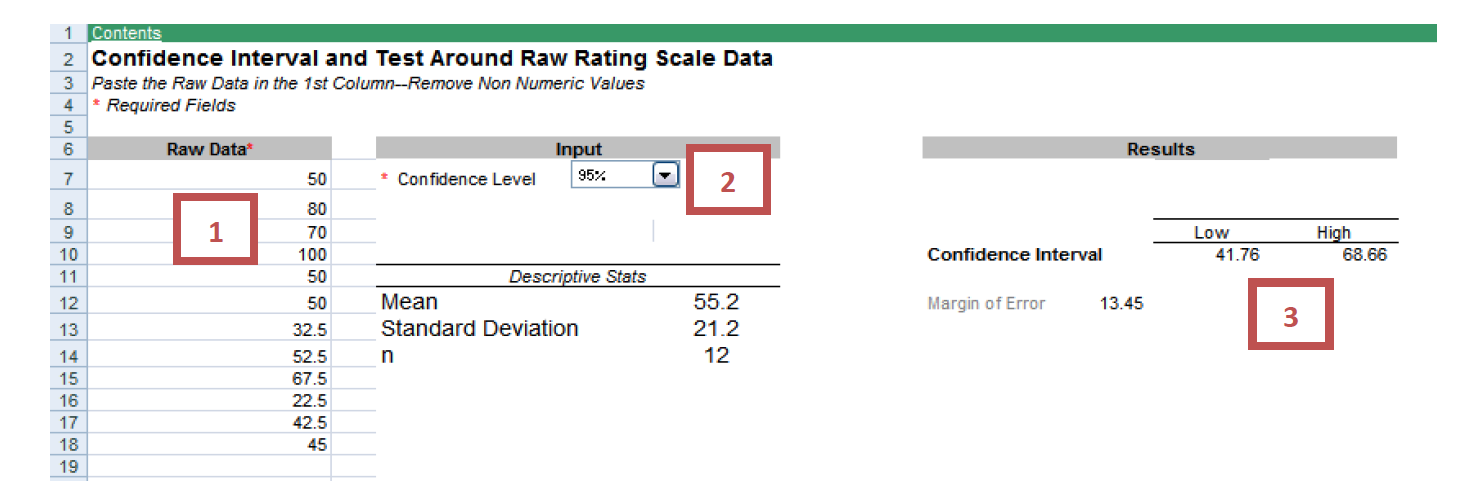 1 Contents
2 Confidence Interval and Test Around Raw Rating Scale Data
3 Paste the Raw Data in the 1st Column--Remove Non Numeric Values
4 * Required Fields
5
6 Raw Data* Input Results
7 50 * Confidence Level 95% 2
8 80
1
9 70 Low High
10 100 Confidence Interval 41.76 68.66
11 50 Descriptive Stats
12 50 Mean 55.2 Margin of Error 13.45
3
13 32.5 Standard Deviation 21.2
14 52.5 n 12
15 67.5
16 22.5
17 42.5
18 45
19